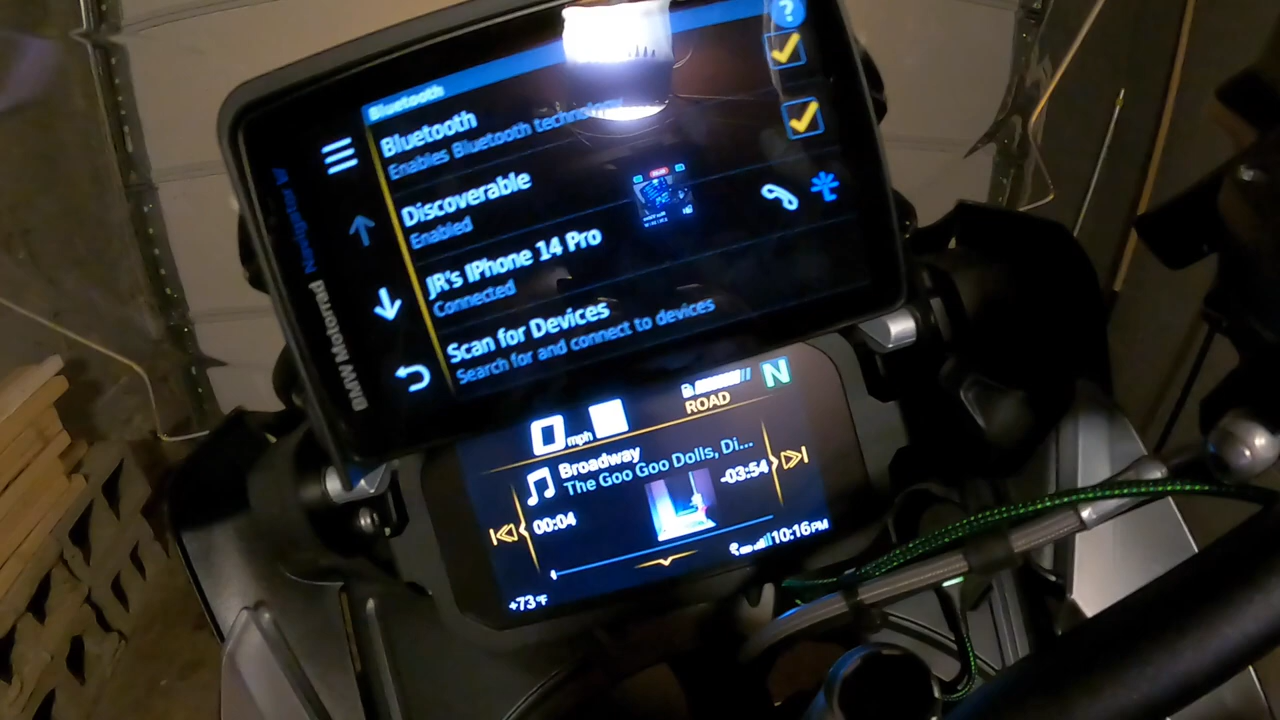 ?
Bluetooth
Bluetooth
Enables Bluetooth technology
Discoverable
Enabled
JR's IPhone 14 Pro
Connected
Scan for Devices
Search for and connect to devices
BMW Motorrad Navigator VI
N
ROAD
0 mph
Broadway
The Goo Goo Dolls, Di...
-03:54
00:04
10:16PM
+73°F